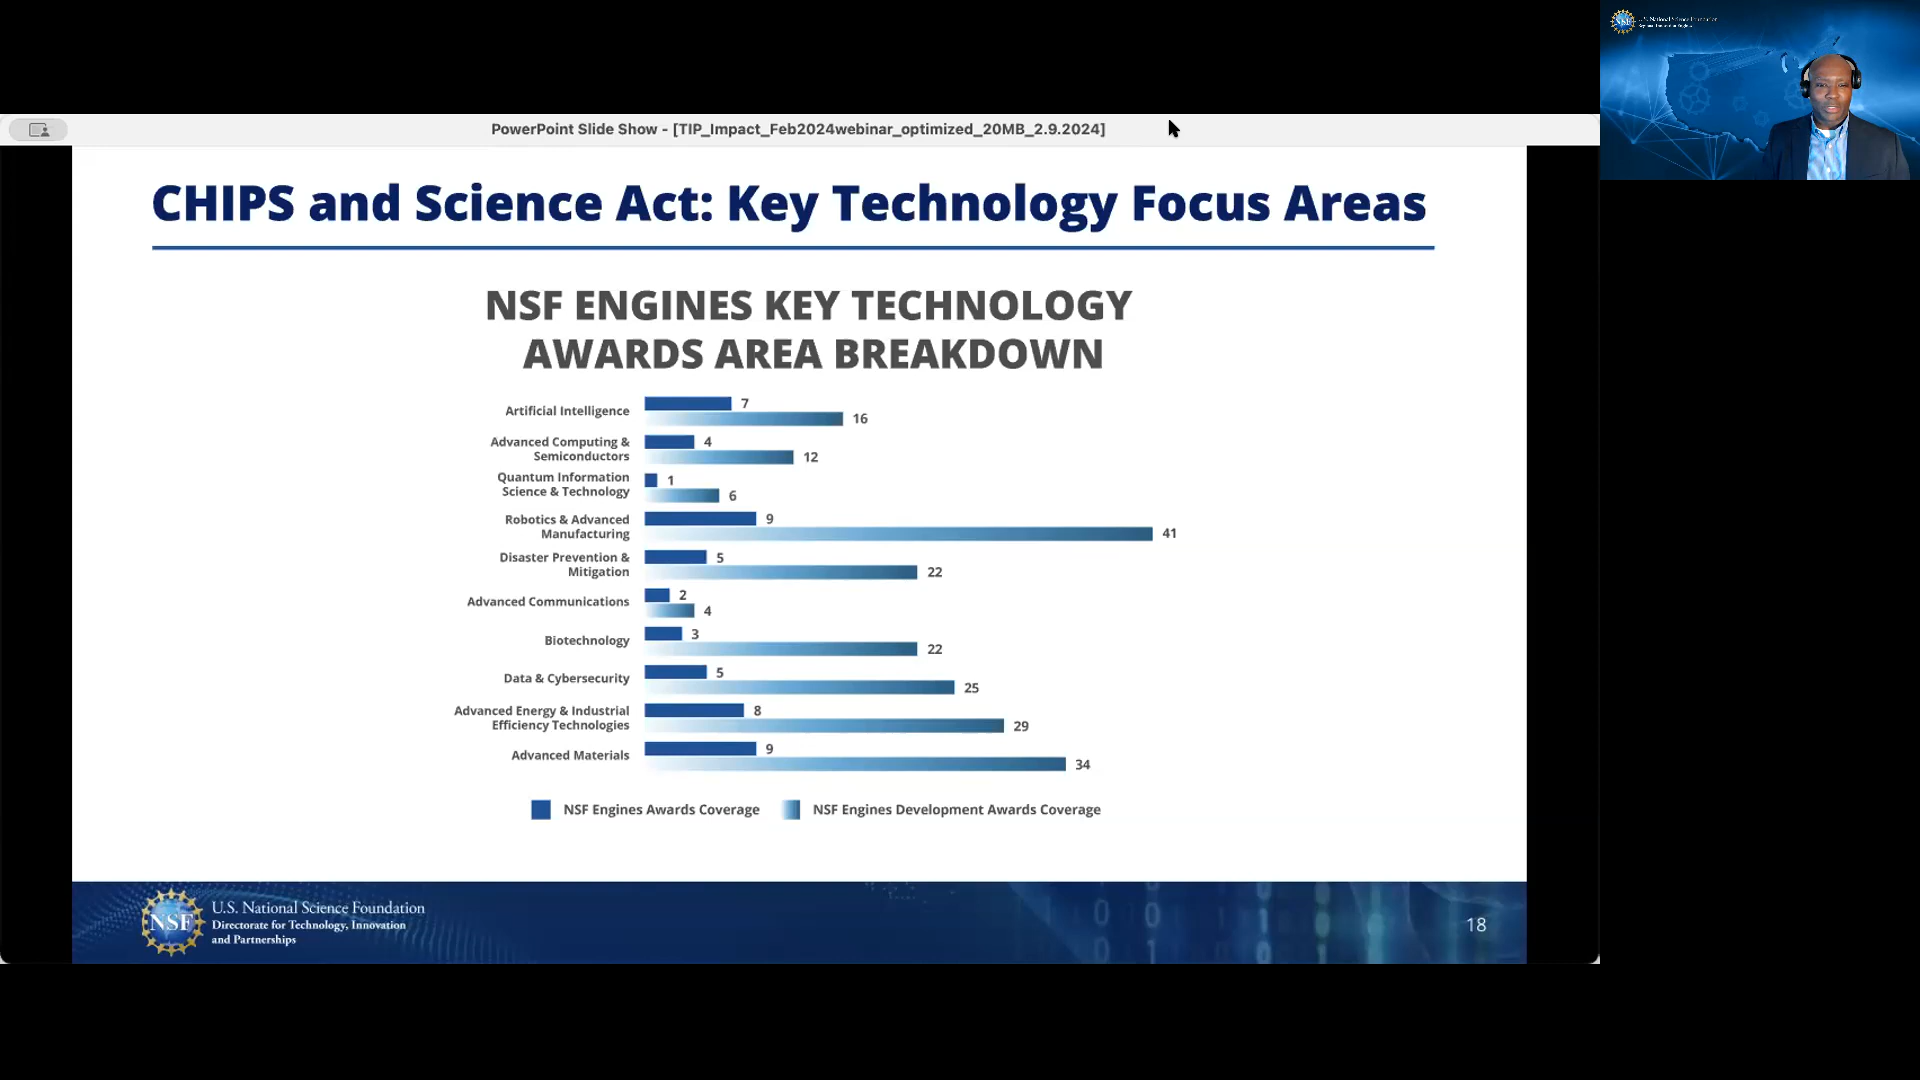 U.S. National Science Foundation
PowerPoint Slide Show - [TIP_Impact_Feb2024webinar_optimized_20MB_2.9.2024]
CHIPS and Science Act: Key Technology Focus Areas
NSF ENGINES KEY TECHNOLOGY
AWARDS AREA BREAKDOWN
Artificial Intelligence
7
16
Advanced Computing &
Semiconductors
4
12
Quantum Information
Science & Technology
1
6
Robotics & Advanced
Manufacturing
9
41
Disaster Prevention &
Mitigation
5
22
Advanced Communications
2
4
Biotechnology
3
22
Data & Cybersecurity
5
25
Advanced Energy & Industrial
Efficiency Technologies
8
29
Advanced Materials
9
34
NSF Engines Awards Coverage
NSF Engines Development Awards Coverage
NSF
U.S. National Science Foundation
Directorate for Technology, Innovation
and Partnerships
18